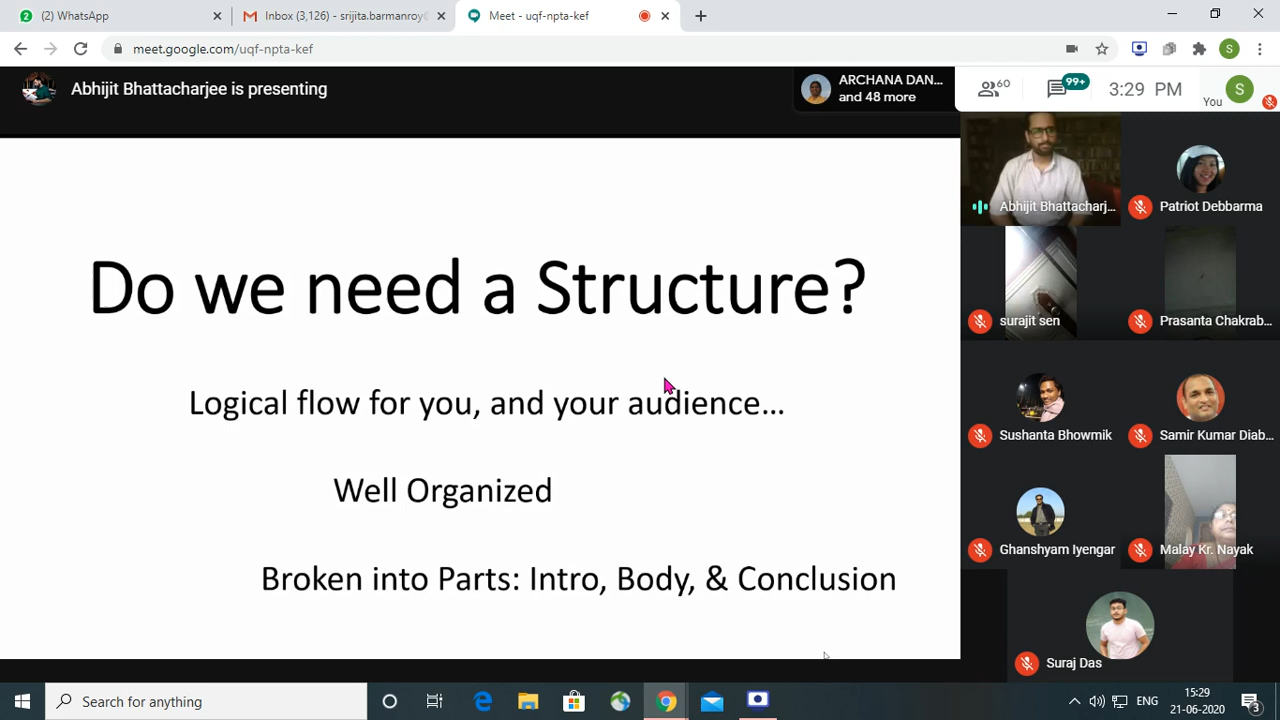 (2) WhatsApp
Inbox (3,126) - srijita.barmanroy@
Meet - uqf-npta-kef
meet.google.com/uqf-npta-kef
S
Abhijit Bhattacharjee is presenting
ARCHANA DAN...
and 48 more
60
99+
3:29 PM
You
S
Abhijit Bhattacharj...
Patriot Debbarma
surajit sen
Prasanta Chakrab...
Sushanta Bhowmik
Samir Kumar Diab...
Ghanshyam Iyengar
Malay Kr. Nayak
Suraj Das
Do we need a Structure?
Logical flow for you, and your audience...
Well Organized
Broken into Parts: Intro, Body, & Conclusion
Search for anything
ENG
15:29
21-06-2020
3